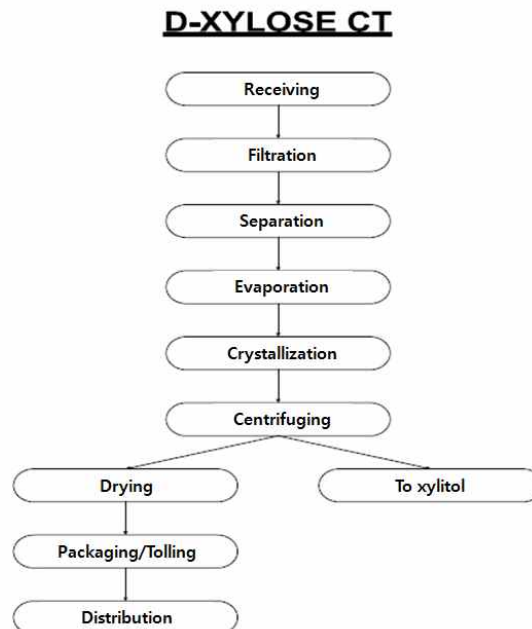 D-XYLOSE CT
Receiving
Filtration
Separation
Evaporation
Crystallization
Centrifuging
Drying
To xylitol
Packaging/Tolling
Distribution